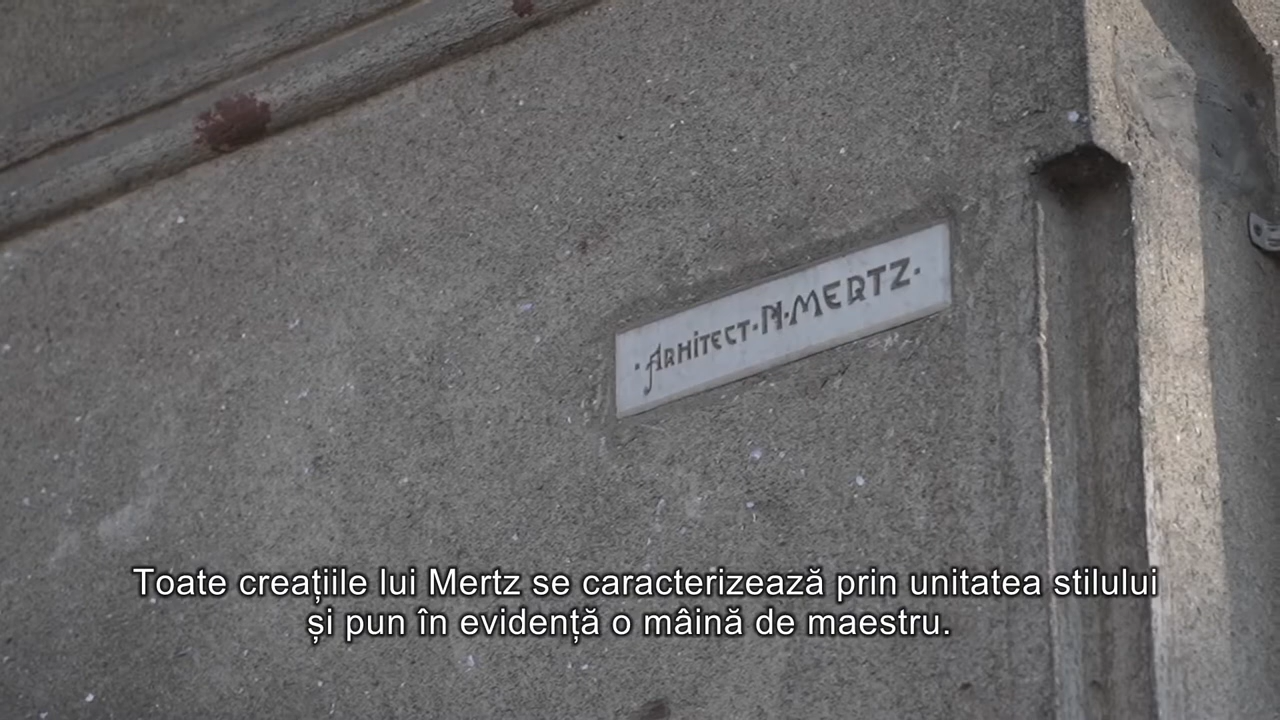 ·ARHITECT·N·MERTZ·
Toate creațiile lui Mertz se caracterizează prin unitatea stilului
și pun în evidență o mâină de maestru.